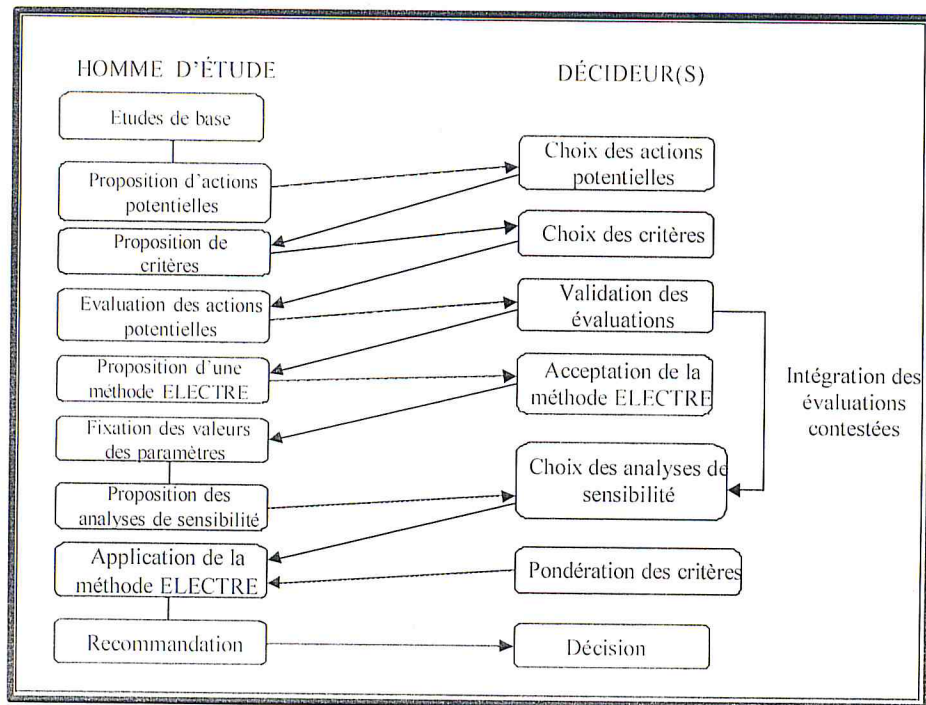 HOMME D'ÉTUDE
Etudes de base
Proposition d'actions
potentielles
Proposition de
critères
Evaluation des actions
potentielles
Proposition d'une
méthode ELECTRE
Fixation des valeurs
des paramètres
Proposition des
analyses de sensibilité
Application de la
méthode ELECTRE
Recommandation
DÉCIDEUR(S)
Choix des actions
potentielles
Choix des critères
Validation des
évaluations
Acceptation de la
méthode ELECTRE
Choix des analyses de
sensibilité
Pondération des critères
Décision
Intégration des
évaluations
contestées